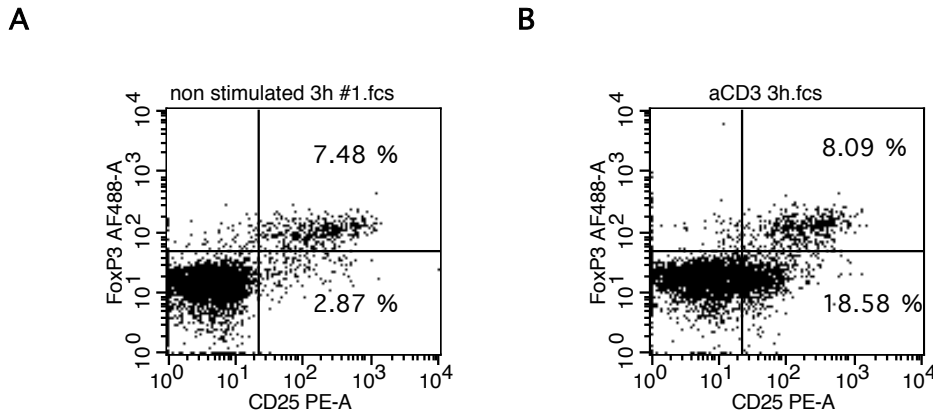 A
B
non stimulated 3h #1.fcs
aCD3 3h.fcs
FoxP3 AF488-A
10^4
10^3
10^2
10^1
10^0
7.48 %
2.87 %
10^0 10^1 10^2 10^3 10^4
CD25 PE-A
FoxP3 AF488-A
10^4
10^3
10^2
10^1
10^0
8.09 %
18.58 %
10^0 10^1 10^2 10^3 10^4
CD25 PE-A